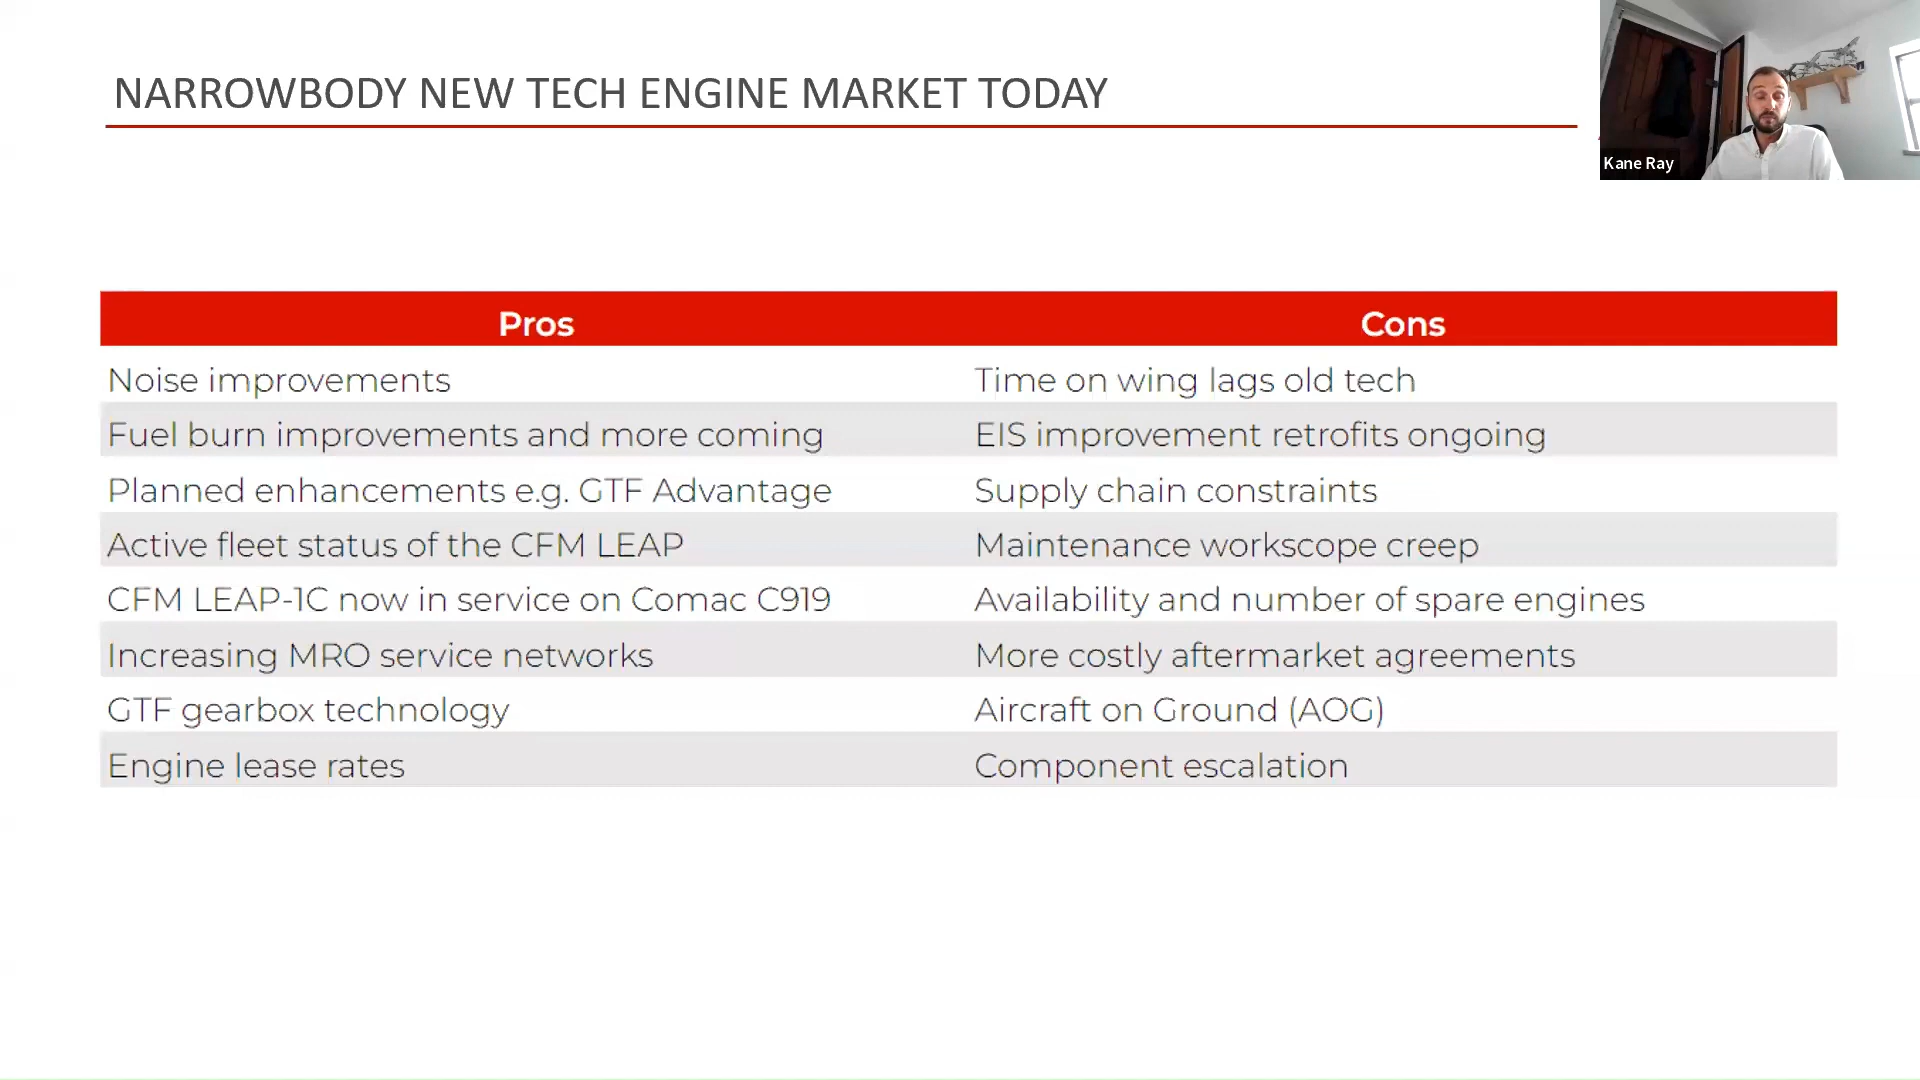 NARROWBODY NEW TECH ENGINE MARKET TODAY
Kane Ray
Pros Cons
Noise improvements Time on wing lags old tech
Fuel burn improvements and more coming EIS improvement retrofits ongoing
Planned enhancements e.g. GTF Advantage Supply chain constraints
Active fleet status of the CFM LEAP Maintenance workscope creep
CFM LEAP-1C now in service on Comac C919 Availability and number of spare engines
Increasing MRO service networks More costly aftermarket agreements
GTF gearbox technology Aircraft on Ground (AOG)
Engine lease rates Component escalation